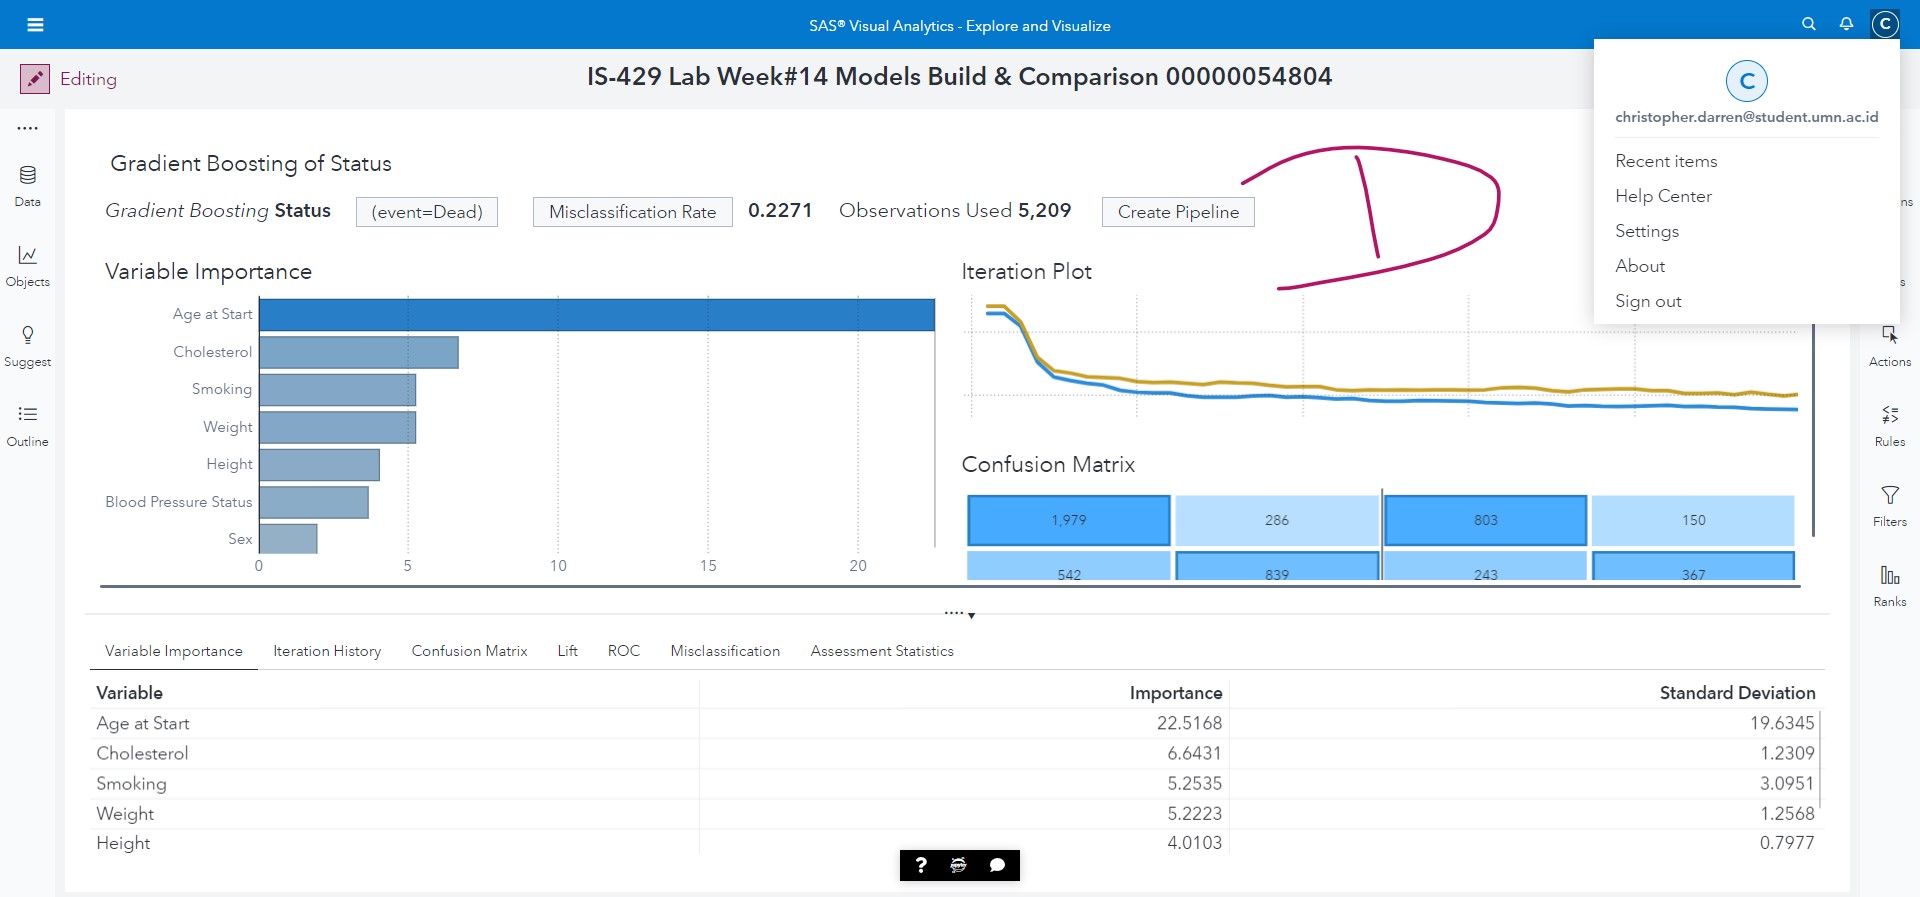 SAS® Visual Analytics - Explore and Visualize
C
Editing
IS-429 Lab Week#14 Models Build & Comparison 00000054804
C
christopher.darren@student.umn.ac.id
Recent items
Help Center
Settings
About
Sign out
Data
Objects
Suggest
Outline
Gradient Boosting of Status
Gradient Boosting Status (event=Dead) Misclassification Rate 0.2271 Observations Used 5,209 Create Pipeline
D
Variable Importance
Age at Start
Cholesterol
Smoking
Weight
Height
Blood Pressure Status
Sex
0 5 10 15 20
Iteration Plot
Confusion Matrix
1,979 286 803 150
542 839 243 367
ns
s
Actions
Rules
Filters
Ranks
Variable Importance Iteration History Confusion Matrix Lift ROC Misclassification Assessment Statistics
Variable Importance Standard Deviation
Age at Start 22.5168 19.6345
Cholesterol 6.6431 1.2309
Smoking 5.2535 3.0951
Weight 5.2223 1.2568
Height 4.0103 0.7977
?